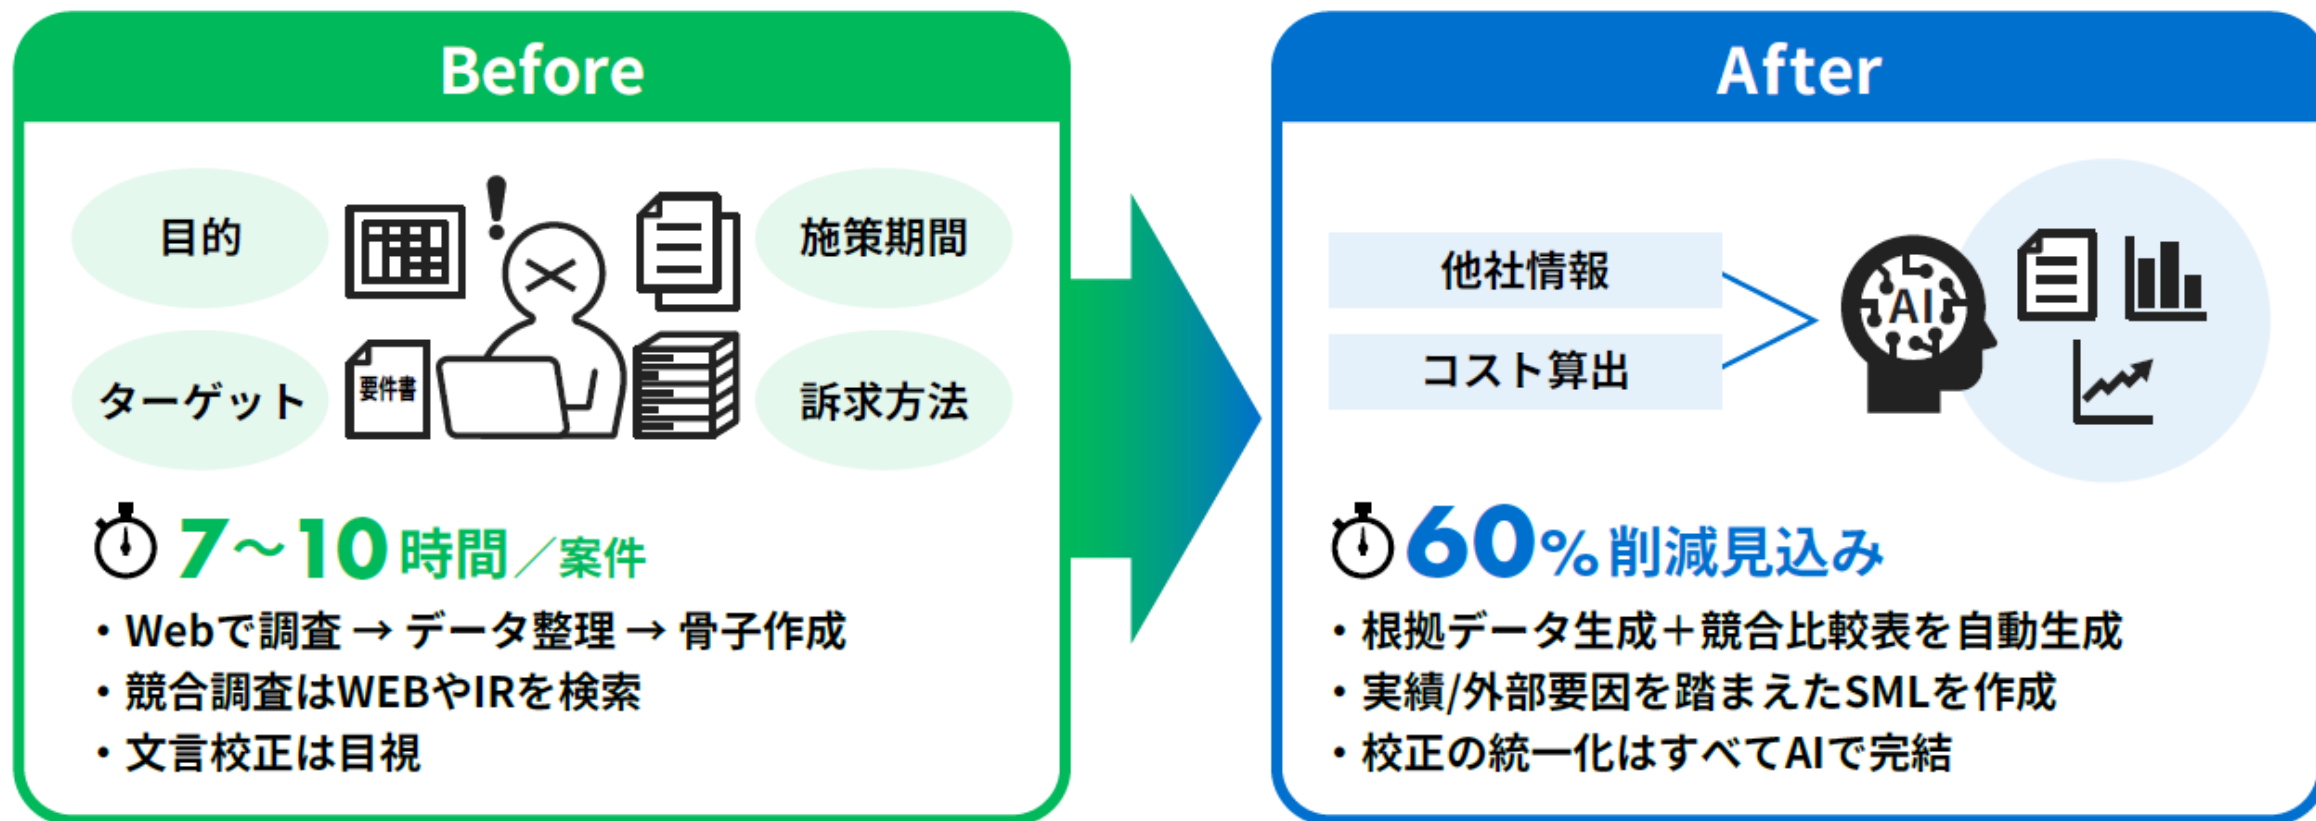 Before
目的
施策期間
ターゲット
要件書
訴求方法
7〜10時間／案件
・Webで調査 → データ整理 → 骨子作成
・競合調査はWEBやIRを検索
・文言校正は目視
After
他社情報
コスト算出
AI
60%削減見込み
・根拠データ生成＋競合比較表を自動生成
・実績/外部要因を踏まえたSMLを作成
・校正の統一化はすべてAIで完結